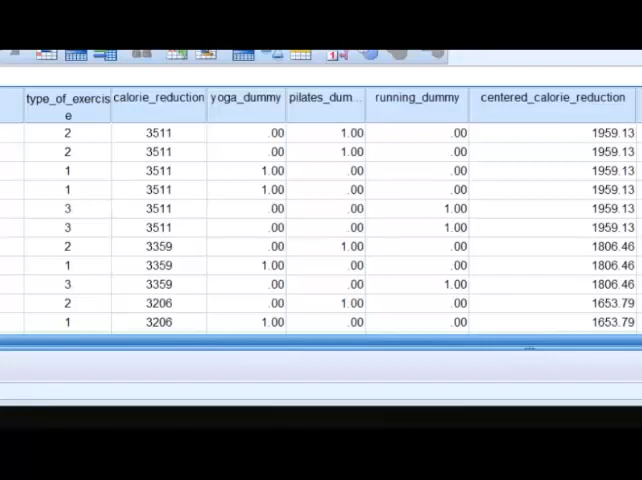 type_of_exercis calorie_reduction yoga_dummy pilates_dum... running_dummy centered_calorie_reduction
e
2 3511 .00 1.00 .00 1959.13
2 3511 .00 1.00 .00 1959.13
1 3511 1.00 .00 .00 1959.13
1 3511 1.00 .00 .00 1959.13
3 3511 .00 .00 1.00 1959.13
3 3511 .00 .00 1.00 1959.13
2 3359 .00 1.00 .00 1806.46
1 3359 1.00 .00 .00 1806.46
3 3359 .00 .00 1.00 1806.46
2 3206 .00 1.00 .00 1653.79
1 3206 1.00 .00 .00 1653.79